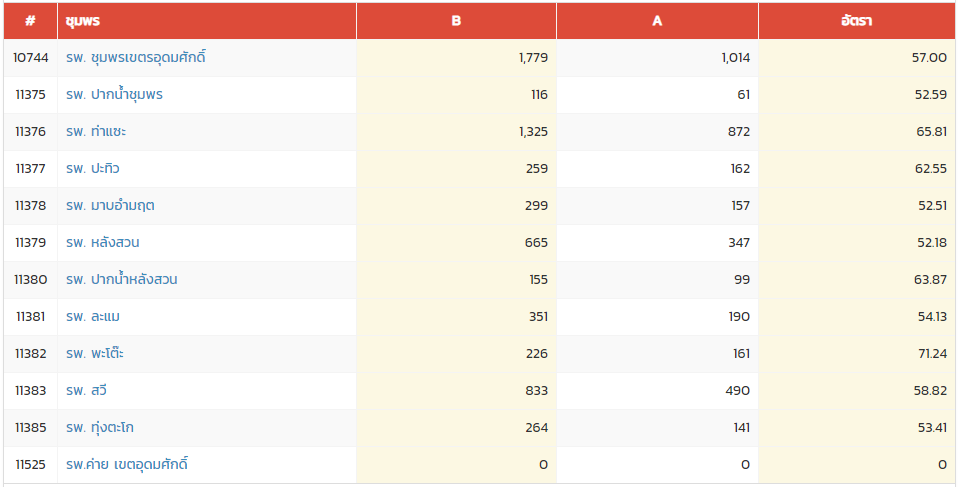 # ชุมพร B A อัตรา
10744 รพ. ชุมพรเขตรอุดมศักดิ์ 1,779 1,014 57.00
11375 รพ. ปากน้ำชุมพร 116 61 52.59
11376 รพ. ท่าแซะ 1,325 872 65.81
11377 รพ. ปะทิว 259 162 62.55
11378 รพ. มาบอำมฤต 299 157 52.51
11379 รพ. หลังสวน 665 347 52.18
11380 รพ. ปากน้ำหลังสวน 155 99 63.87
11381 รพ. ละแม 351 190 54.13
11382 รพ. พะโต๊ะ 226 161 71.24
11383 รพ. สวี 833 490 58.82
11385 รพ. ทุ่งตะโก 264 141 53.41
11525 รพ.ค่าย เขตอุดมศักดิ์ 0 0 0